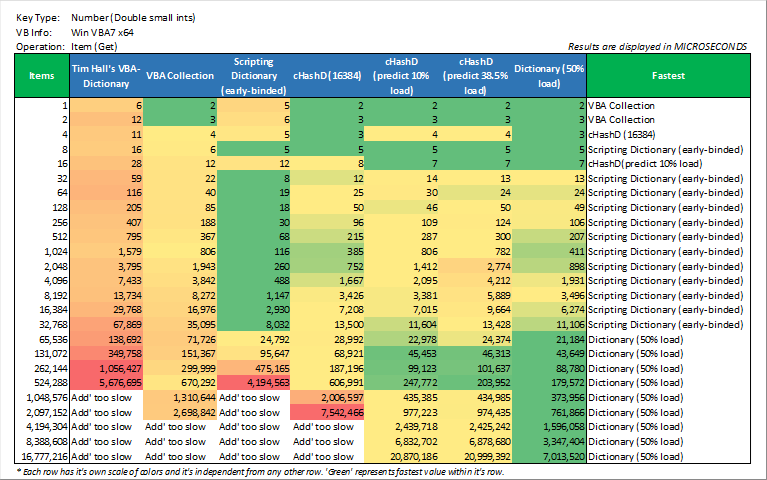 Key Type: Number (Double small ints)
VB Info: Win VBA7 x64
Operation: Item (Get) Results are displayed in MICROSECONDS
Items Tim Hall's VBA-Dictionary VBA Collection Scripting Dictionary (early-binded) cHashD (16384) cHashD (predict 10% load) cHashD (predict 38.5% load) Dictionary (50% load) Fastest
1 6 2 5 2 2 2 2 VBA Collection
2 12 3 6 3 3 3 3 VBA Collection
4 11 4 5 3 4 4 3 cHashD (16384)
8 16 6 5 5 5 5 5 Scripting Dictionary (early-binded)
16 28 12 12 8 7 7 7 cHashD(predict 10% load)
32 59 22 8 12 14 13 13 Scripting Dictionary (early-binded)
64 116 40 19 25 30 24 24 Scripting Dictionary (early-binded)
128 205 85 18 50 46 50 49 Scripting Dictionary (early-binded)
256 407 188 30 96 109 124 106 Scripting Dictionary (early-binded)
512 795 367 68 215 287 300 207 Scripting Dictionary (early-binded)
1,024 1,579 806 116 385 806 782 411 Scripting Dictionary (early-binded)
2,048 3,795 1,943 260 752 1,412 2,774 898 Scripting Dictionary (early-binded)
4,096 7,433 3,842 488 1,667 2,095 4,212 1,931 Scripting Dictionary (early-binded)
8,192 13,734 8,272 1,147 3,426 3,381 5,889 3,496 Scripting Dictionary (early-binded)
16,384 29,768 16,976 2,930 7,208 7,015 9,664 6,274 Scripting Dictionary (early-binded)
32,768 67,869 35,095 8,032 13,500 11,604 13,428 11,106 Scripting Dictionary (early-binded)
65,536 138,692 71,726 24,792 28,992 22,978 24,374 21,184 Dictionary (50% load)
131,072 349,758 151,367 95,647 68,921 45,453 46,313 43,649 Dictionary (50% load)
262,144 1,056,427 299,999 475,165 187,196 99,123 101,637 88,780 Dictionary (50% load)
524,288 5,676,695 670,292 4,194,563 606,991 247,772 203,952 179,572 Dictionary (50% load)
1,048,576 Add' too slow 1,310,644 Add' too slow 2,006,597 435,385 434,985 373,956 Dictionary (50% load)
2,097,152 Add' too slow 2,698,842 Add' too slow 7,542,466 977,223 974,435 761,866 Dictionary (50% load)
4,194,304 Add' too slow Add' too slow Add' too slow Add' too slow 2,439,718 2,425,242 1,596,058 Dictionary (50% load)
8,388,608 Add' too slow Add' too slow Add' too slow Add' too slow 6,832,702 6,878,680 3,347,404 Dictionary (50% load)
16,777,216 Add' too slow Add' too slow Add' too slow Add' too slow 20,870,186 20,999,392 7,013,520 Dictionary (50% load)
* Each row has it's own scale of colors and it's independent from any other row. 'Green' represents fastest value within it's row.